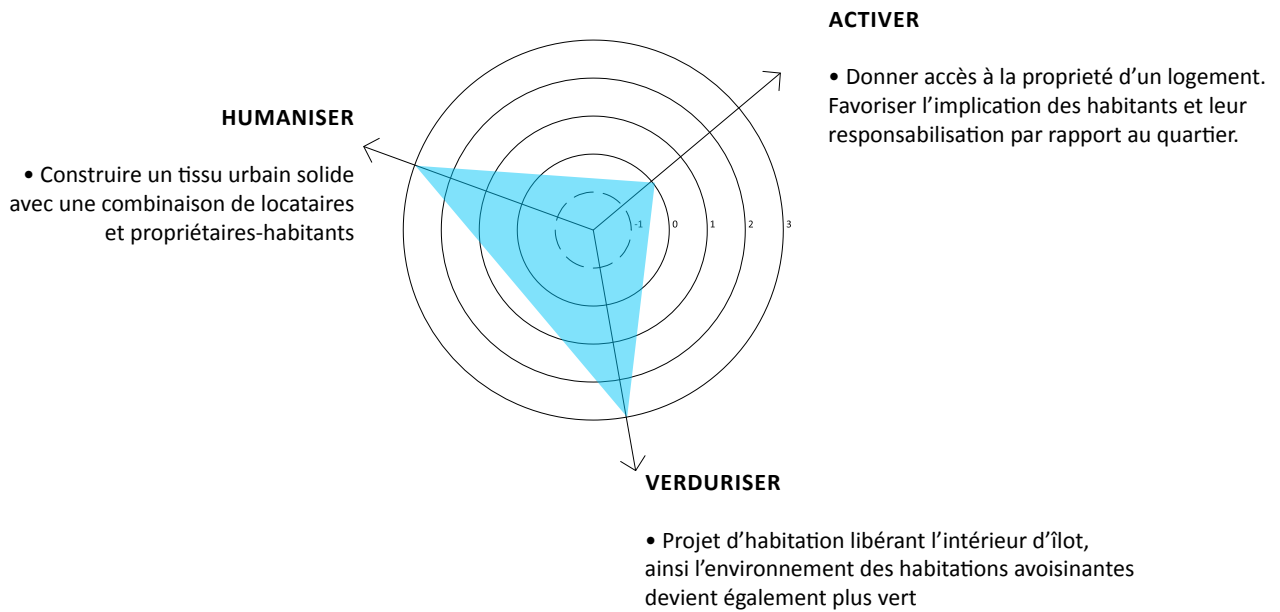 ACTIVER
• Donner accès à la proprieté d’un logement.
Favoriser l’implication des habitants et leur
responsabilisation par rapport au quartier.
HUMANISER
• Construire un tissu urbain solide
avec une combinaison de locataires
et propriétaires-habitants
-1 0 1 2 3
VERDURISER
• Projet d’habitation libérant l’intérieur d’îlot,
ainsi l’environnement des habitations avoisinantes
devient également plus vert